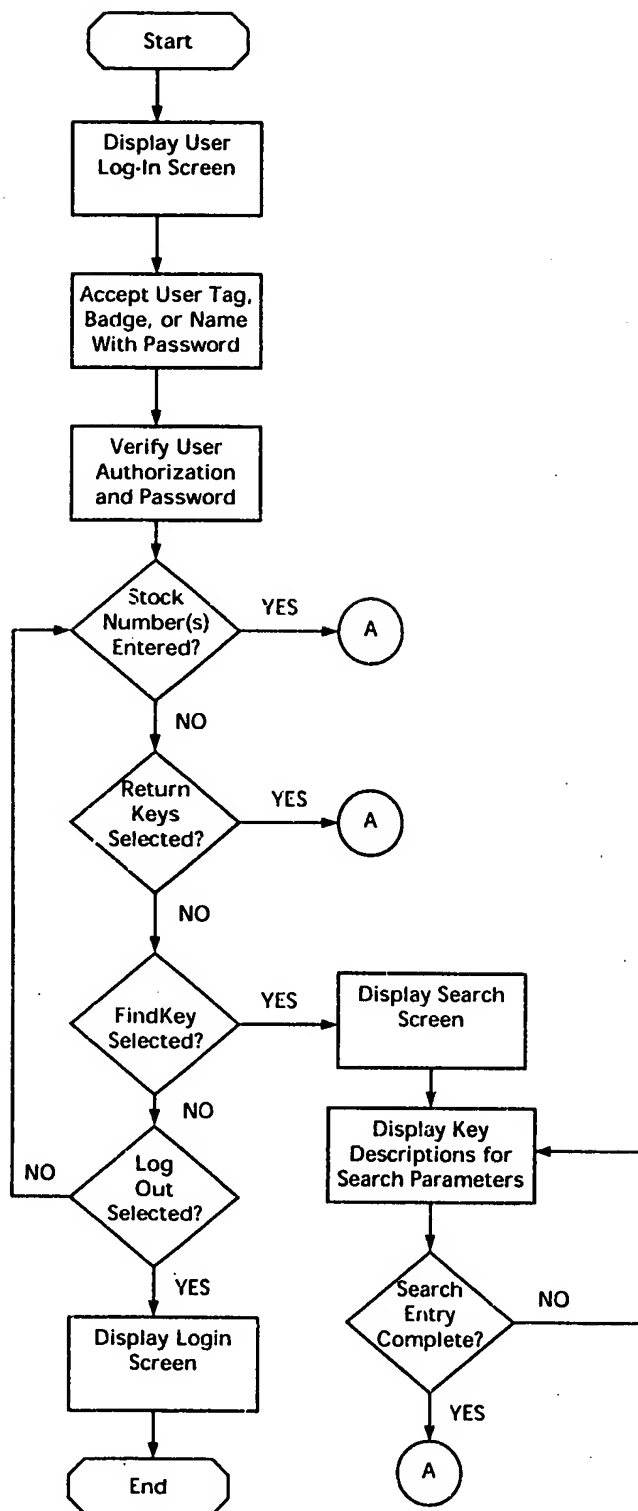 Start
Display User
Log-In Screen
Accept User Tag,
Badge, or Name
With Password
Verify User
Authorization
and Password
Stock
Number(s)
Entered?
YES
A
NO
Return
Keys
Selected?
YES
A
NO
FindKey
Selected?
YES
Display Search
Screen
NO
Display Key
Descriptions for
Search Parameters
NO
Log
Out
Selected?
YES
Search
Entry
Complete?
NO
Display Login
Screen
YES
End
A